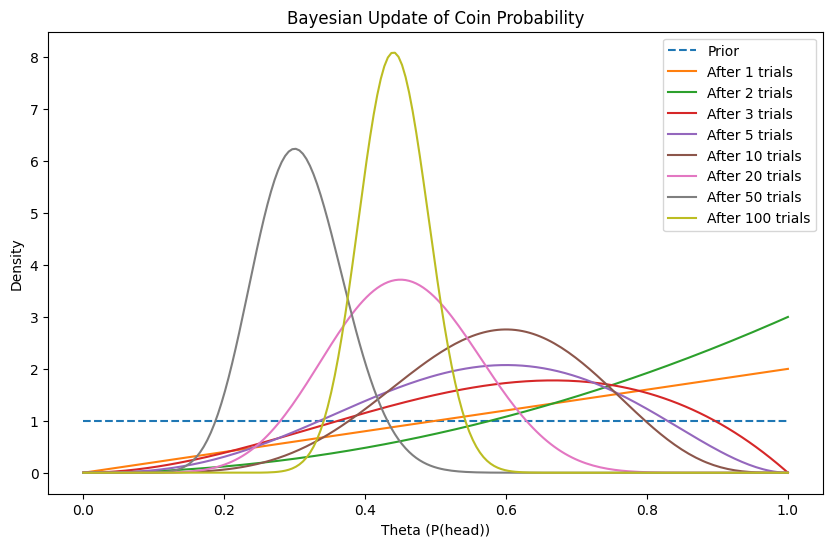 Bayesian Update of Coin Probability
8
7
6
5
4
3
2
1
0
Density
Prior
After 1 trials
After 2 trials
After 3 trials
After 5 trials
After 10 trials
After 20 trials
After 50 trials
After 100 trials
0.0 0.2 0.4 0.6 0.8 1.0
Theta (P(head))